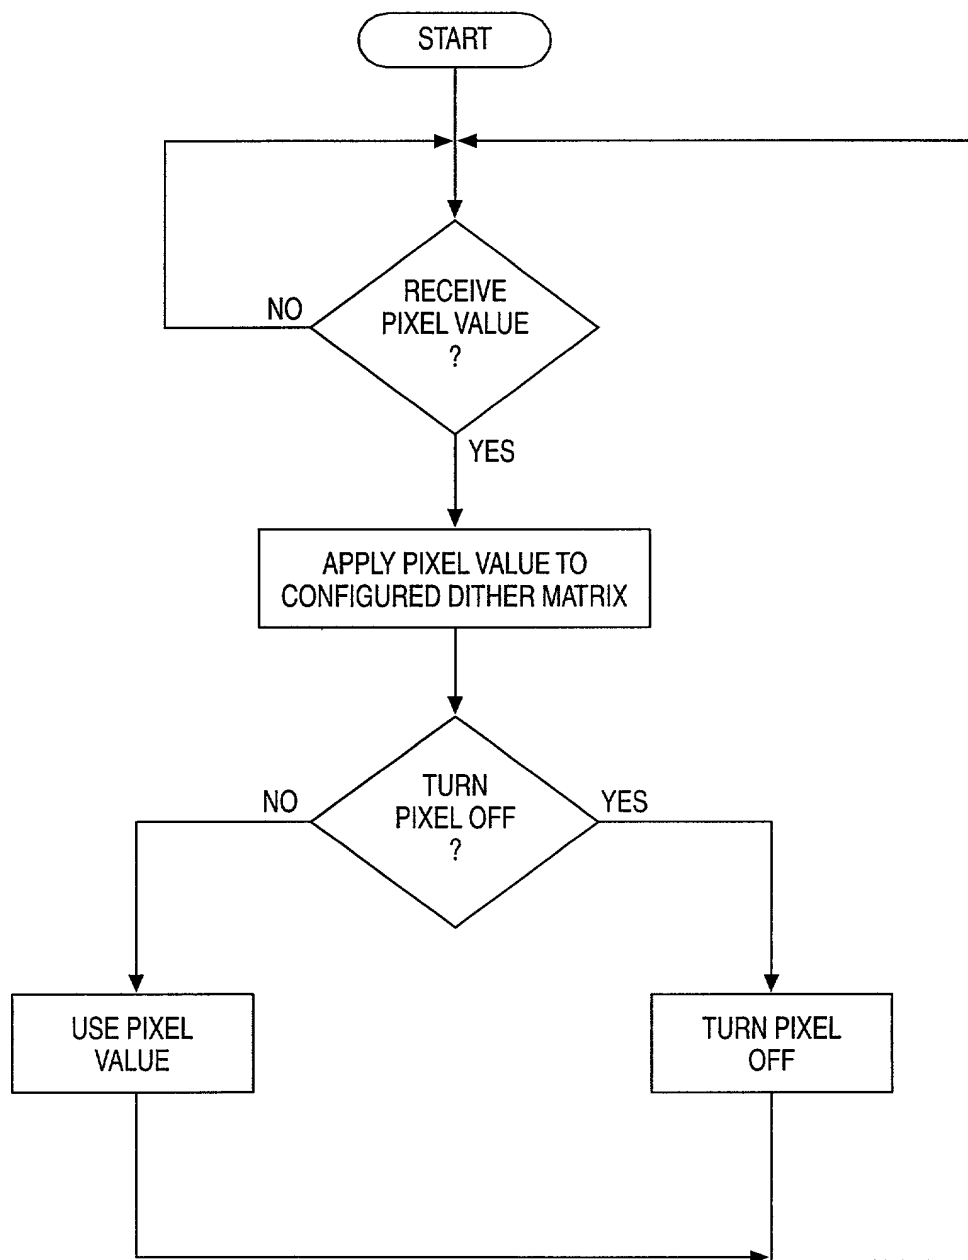 START
RECEIVE
PIXEL VALUE
?
NO
YES
APPLY PIXEL VALUE TO
CONFIGURED DITHER MATRIX
TURN
PIXEL OFF
?
NO
YES
USE PIXEL
VALUE
TURN PIXEL
OFF